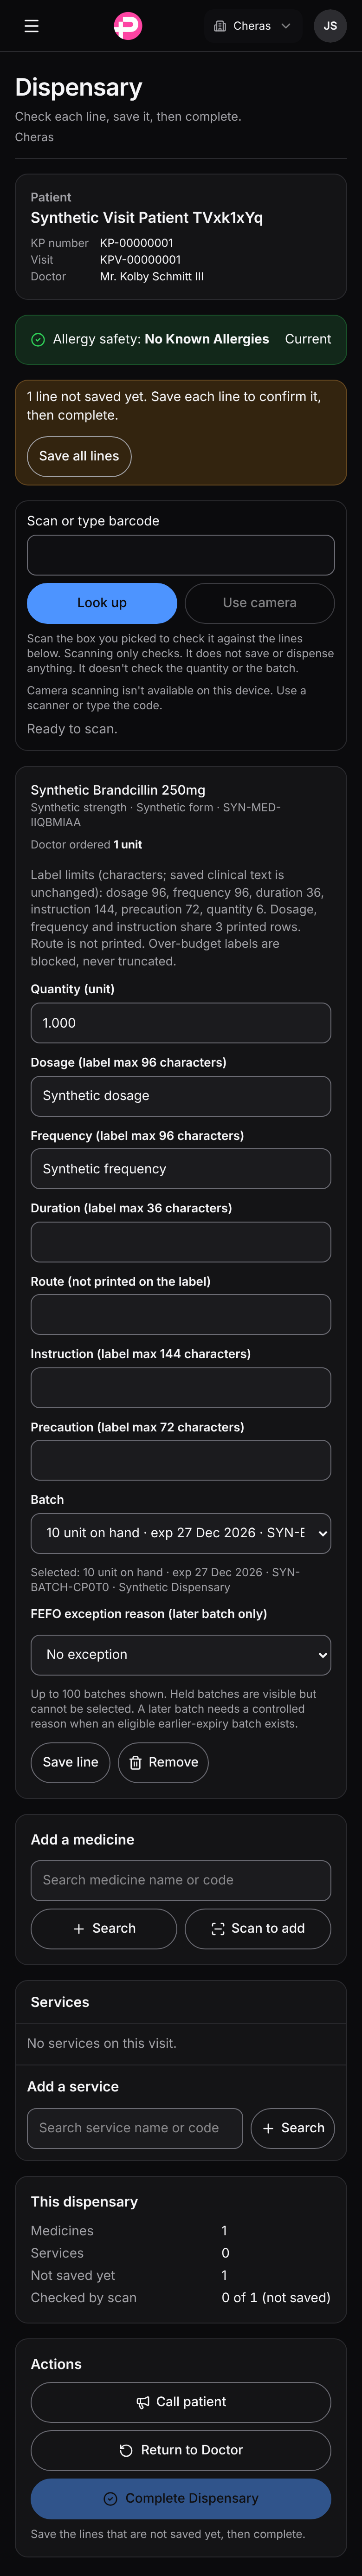 Cheras
JS
Dispensary
Check each line, save it, then complete.
Cheras
Patient
Synthetic Visit Patient TVxk1xYq
KP number KP-00000001
Visit KPV-00000001
Doctor Mr. Kolby Schmitt III
Allergy safety: No Known Allergies Current
1 line not saved yet. Save each line to confirm it,
then complete.
Save all lines
Scan or type barcode
Look up
Use camera
Scan the box you picked to check it against the lines
below. Scanning only checks. It does not save or dispense
anything. It doesn't check the quantity or the batch.
Camera scanning isn't available on this device. Use a
scanner or type the code.
Ready to scan.
Synthetic Brandcillin 250mg
Synthetic strength · Synthetic form · SYN-MED-
IIQBMIAA
Doctor ordered 1 unit
Label limits (characters; saved clinical text is
unchanged): dosage 96, frequency 96, duration 36,
instruction 144, precaution 72, quantity 6. Dosage,
frequency and instruction share 3 printed rows.
Route is not printed. Over-budget labels are
blocked, never truncated.
Quantity (unit)
1.000
Dosage (label max 96 characters)
Synthetic dosage
Frequency (label max 96 characters)
Synthetic frequency
Duration (label max 36 characters)
Route (not printed on the label)
Instruction (label max 144 characters)
Precaution (label max 72 characters)
Batch
10 unit on hand · exp 27 Dec 2026 · SYN-E
Selected: 10 unit on hand · exp 27 Dec 2026 · SYN-
BATCH-CP0T0 · Synthetic Dispensary
FEFO exception reason (later batch only)
No exception
Up to 100 batches shown. Held batches are visible but
cannot be selected. A later batch needs a controlled
reason when an eligible earlier-expiry batch exists.
Save line
Remove
Add a medicine
Search medicine name or code
Search
Scan to add
Services
No services on this visit.
Add a service
Search service name or code
Search
This dispensary
Medicines 1
Services 0
Not saved yet 1
Checked by scan 0 of 1 (not saved)
Actions
Call patient
Return to Doctor
Complete Dispensary
Save the lines that are not saved yet, then complete.